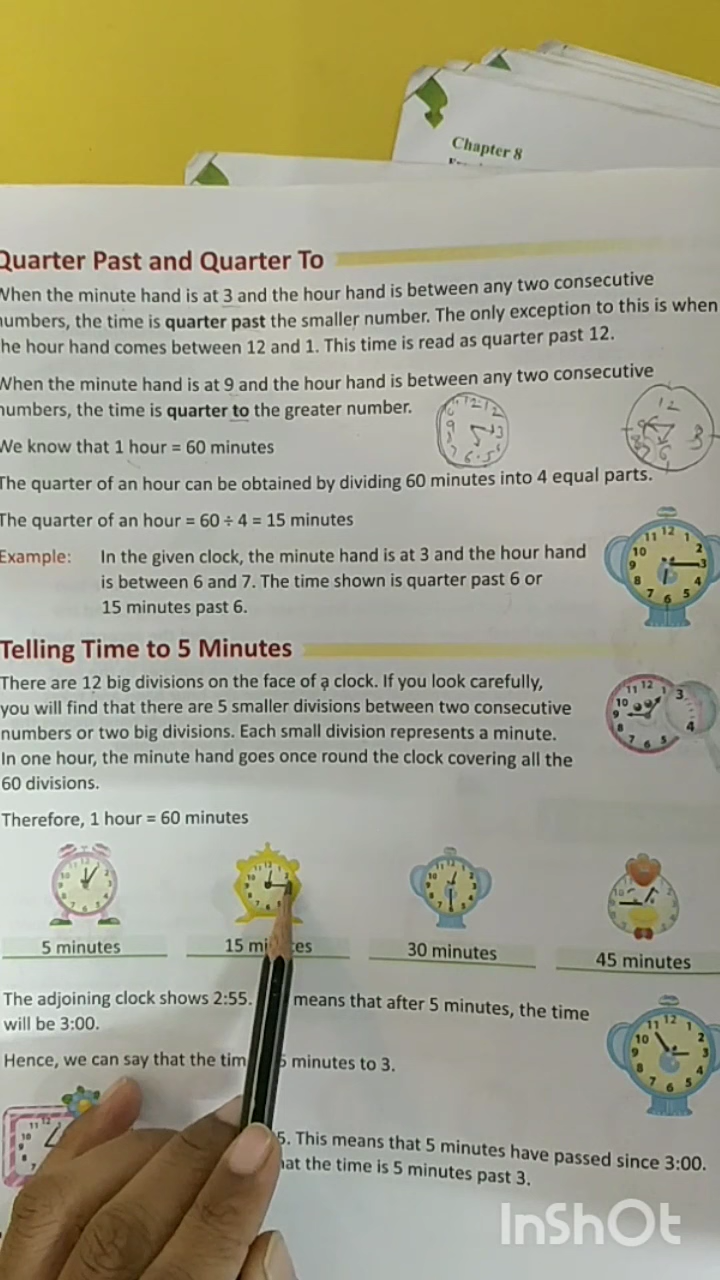 Chapter 8
Quarter Past and Quarter To
When the minute hand is at 3 and the hour hand is between any two consecutive
numbers, the time is quarter past the smaller number. The only exception to this is when
he hour hand comes between 12 and 1. This time is read as quarter past 12.
When the minute hand is at 9 and the hour hand is between any two consecutive
numbers, the time is quarter to the greater number.
We know that 1 hour = 60 minutes
The quarter of an hour can be obtained by dividing 60 minutes into 4 equal parts.
The quarter of an hour = 60 ÷ 4 = 15 minutes
Example: In the given clock, the minute hand is at 3 and the hour hand
is between 6 and 7. The time shown is quarter past 6 or
15 minutes past 6.
Telling Time to 5 Minutes
There are 12 big divisions on the face of a clock. If you look carefully,
you will find that there are 5 smaller divisions between two consecutive
numbers or two big divisions. Each small division represents a minute.
In one hour, the minute hand goes once round the clock covering all the
60 divisions.
Therefore, 1 hour = 60 minutes
5 minutes 15 mi es 30 minutes 45 minutes
The adjoining clock shows 2:55. means that after 5 minutes, the time
will be 3:00.
Hence, we can say that the tim 5 minutes to 3.
5. This means that 5 minutes have passed since 3:00.
hat the time is 5 minutes past 3.
InShOt